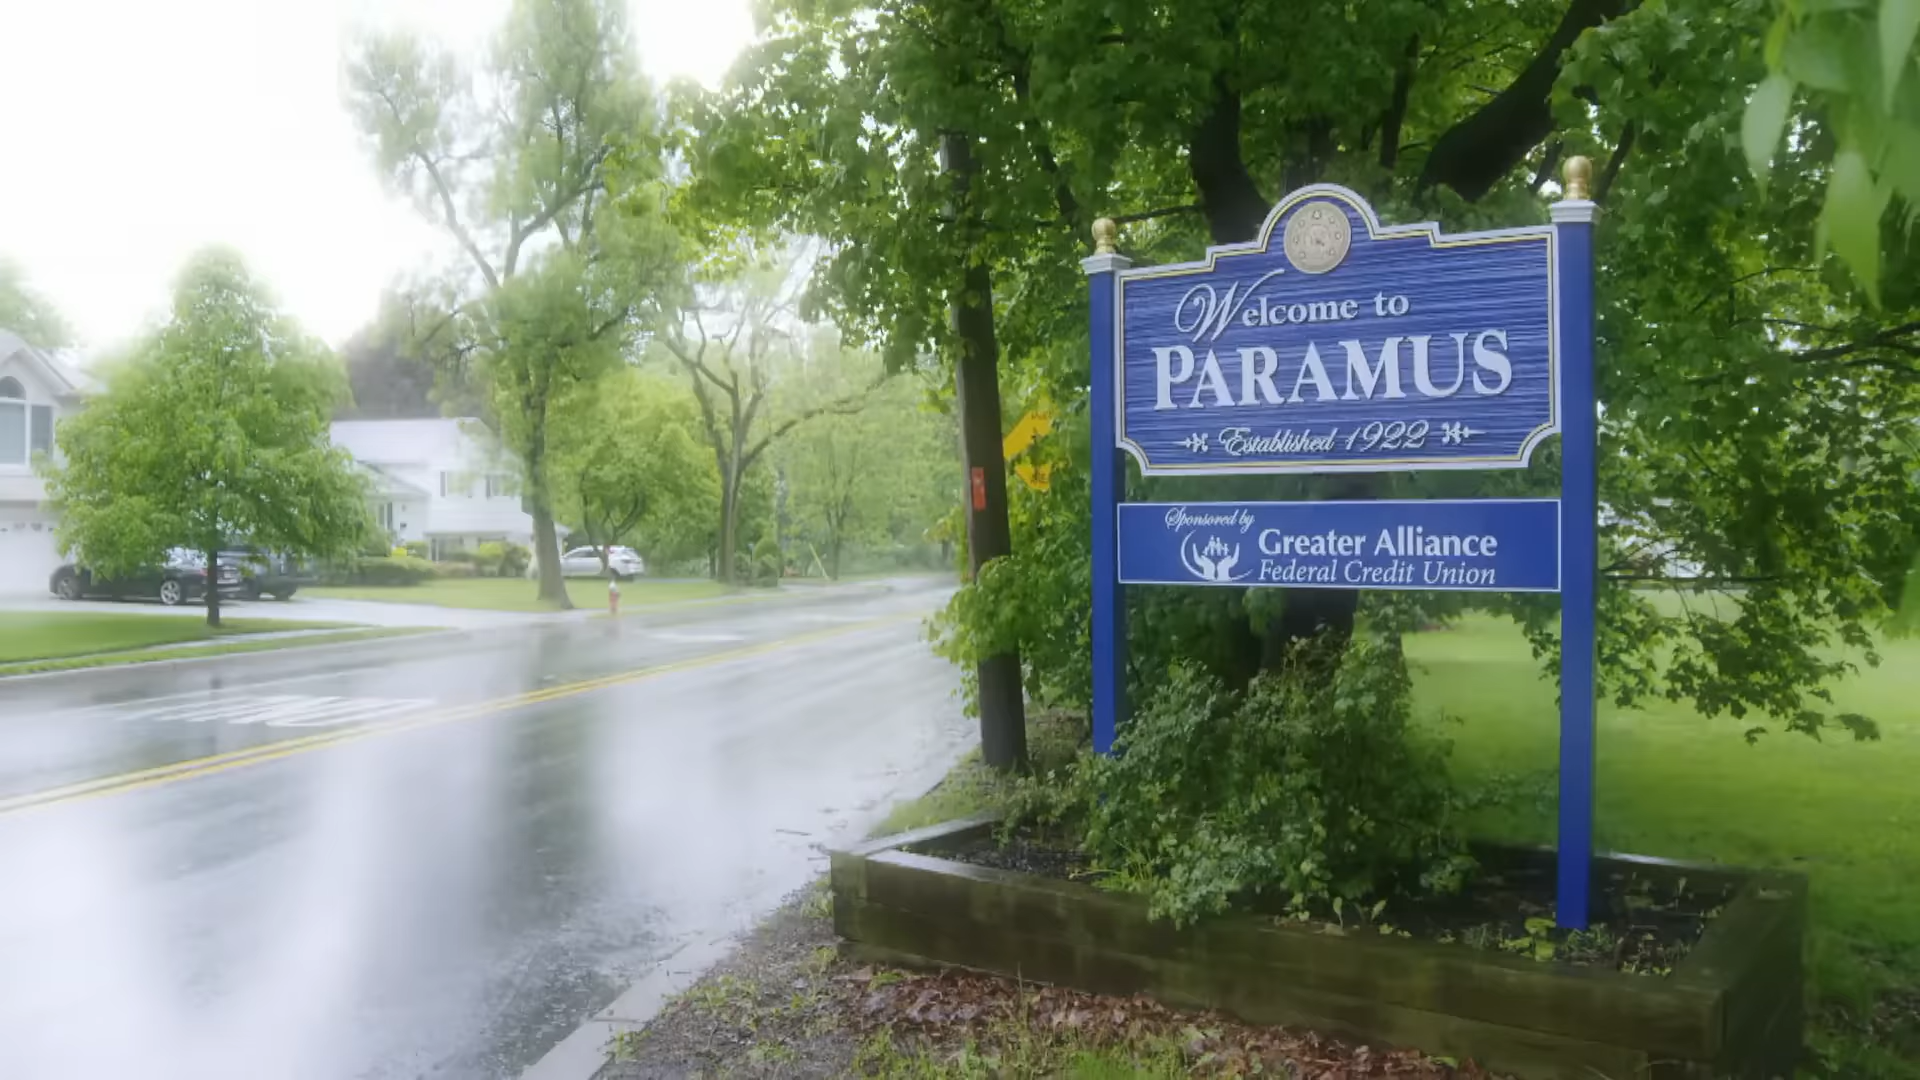 Welcome to
PARAMUS
Established 1922
Sponsored by
Greater Alliance
Federal Credit Union